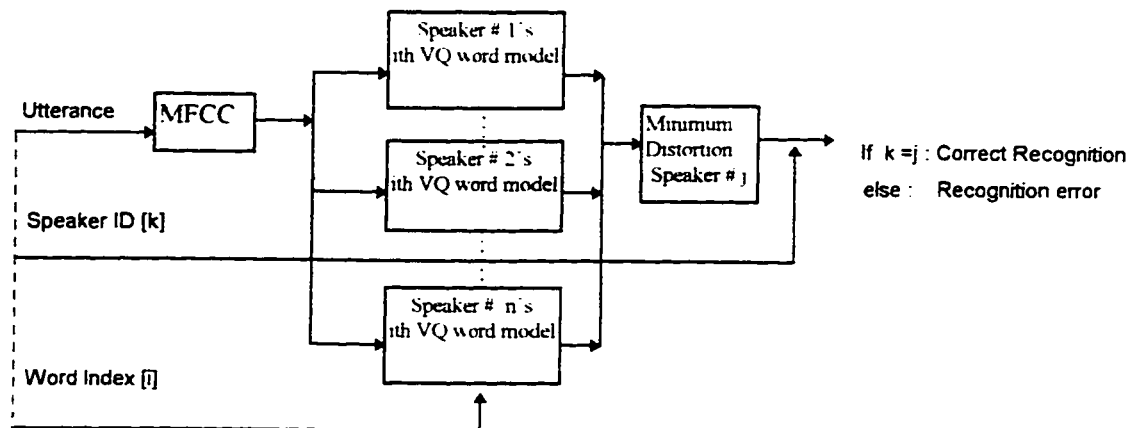 Speaker # 1's
ith VQ word model
Utterance
MFCC
Minimum
Distortion
Speaker # j
If k =j : Correct Recognition
else : Recognition error
Speaker # 2's
ith VQ word model
Speaker ID [k]
Speaker # n's
ith VQ word model
Word Index [i]